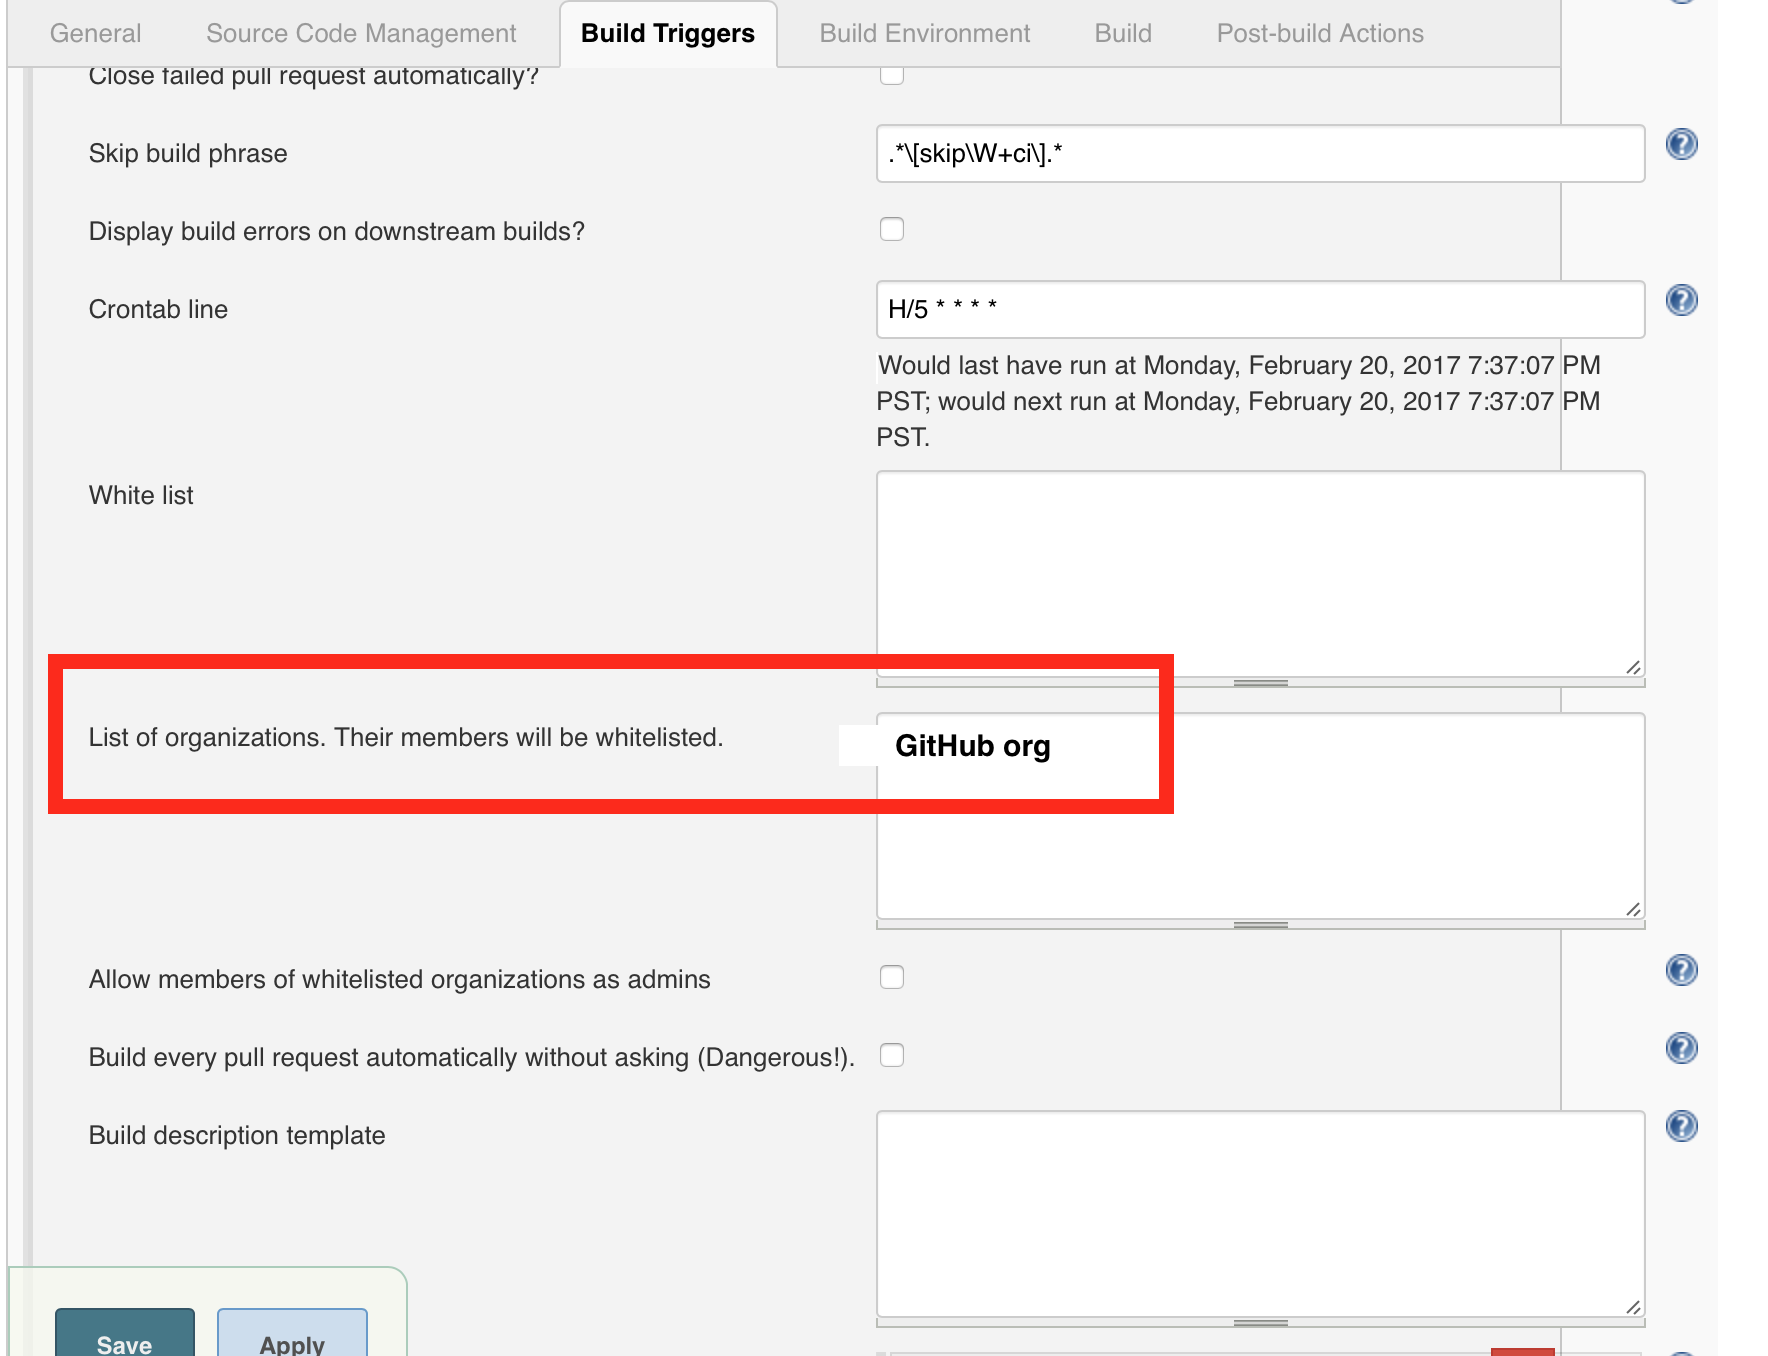 General Source Code Management Build Triggers Build Environment Build Post-build Actions
Close failed pull request automatically?
Skip build phrase .*\[skip\W+ci\].*
Display build errors on downstream builds?
Crontab line H/5 * * * *
Would last have run at Monday, February 20, 2017 7:37:07 PM
PST; would next run at Monday, February 20, 2017 7:37:07 PM
PST.
White list
List of organizations. Their members will be whitelisted. GitHub org
Allow members of whitelisted organizations as admins
Build every pull request automatically without asking (Dangerous!).
Build description template
Save Apply